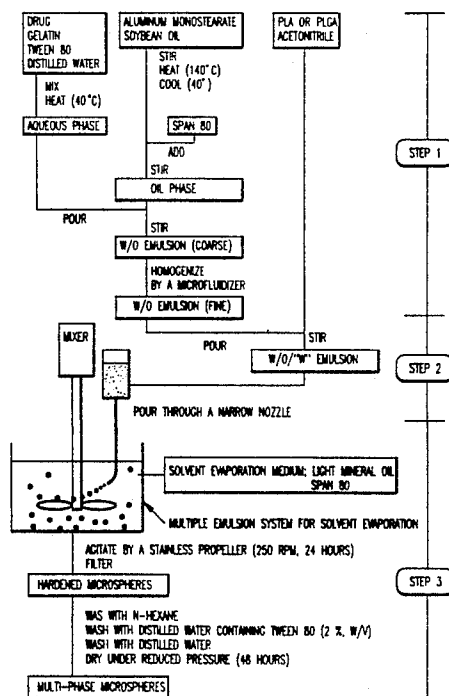 DRUG
GELATIN
TWEEN 80
DISTILLED WATER
ALUMINUM MONOSTEARATE
SOYBEAN OIL
PLA OR PLGA
ACETONITRILE
MIX
HEAT (40°C)
STIR
HEAT (140°C)
COOL (40°)
AQUEOUS PHASE
SPAN 80
ADD
STEP 1
STIR
OIL PHASE
POUR
STIR
W/O EMULSION (COARSE)
HOMOGENIZE
BY A MICROFLUIDIZER
W/O EMULSION (FINE)
POUR
STIR
MIXER
W/O/"W" EMULSION
STEP 2
POUR THROUGH A NARROW NOZZLE
SOLVENT EVAPORATION MEDIUM; LIGHT MINERAL OIL
SPAN 80
MULTIPLE EMULSION SYSTEM FOR SOLVENT EVAPORATION
AGITATE BY A STAINLESS PROPELLER (250 RPM, 24 HOURS)
FILTER
HARDENED MICROSPHERES
STEP 3
WAS WITH N-HEXANE
WASH WITH DISTILLED WATER CONTAINING TWEEN 80 (2 %, W/V)
WASH WITH DISTILLED WATER
DRY UNDER REDUCED PRESSURE (48 HOURS)
MULTI-PHASE MICROSPHERES